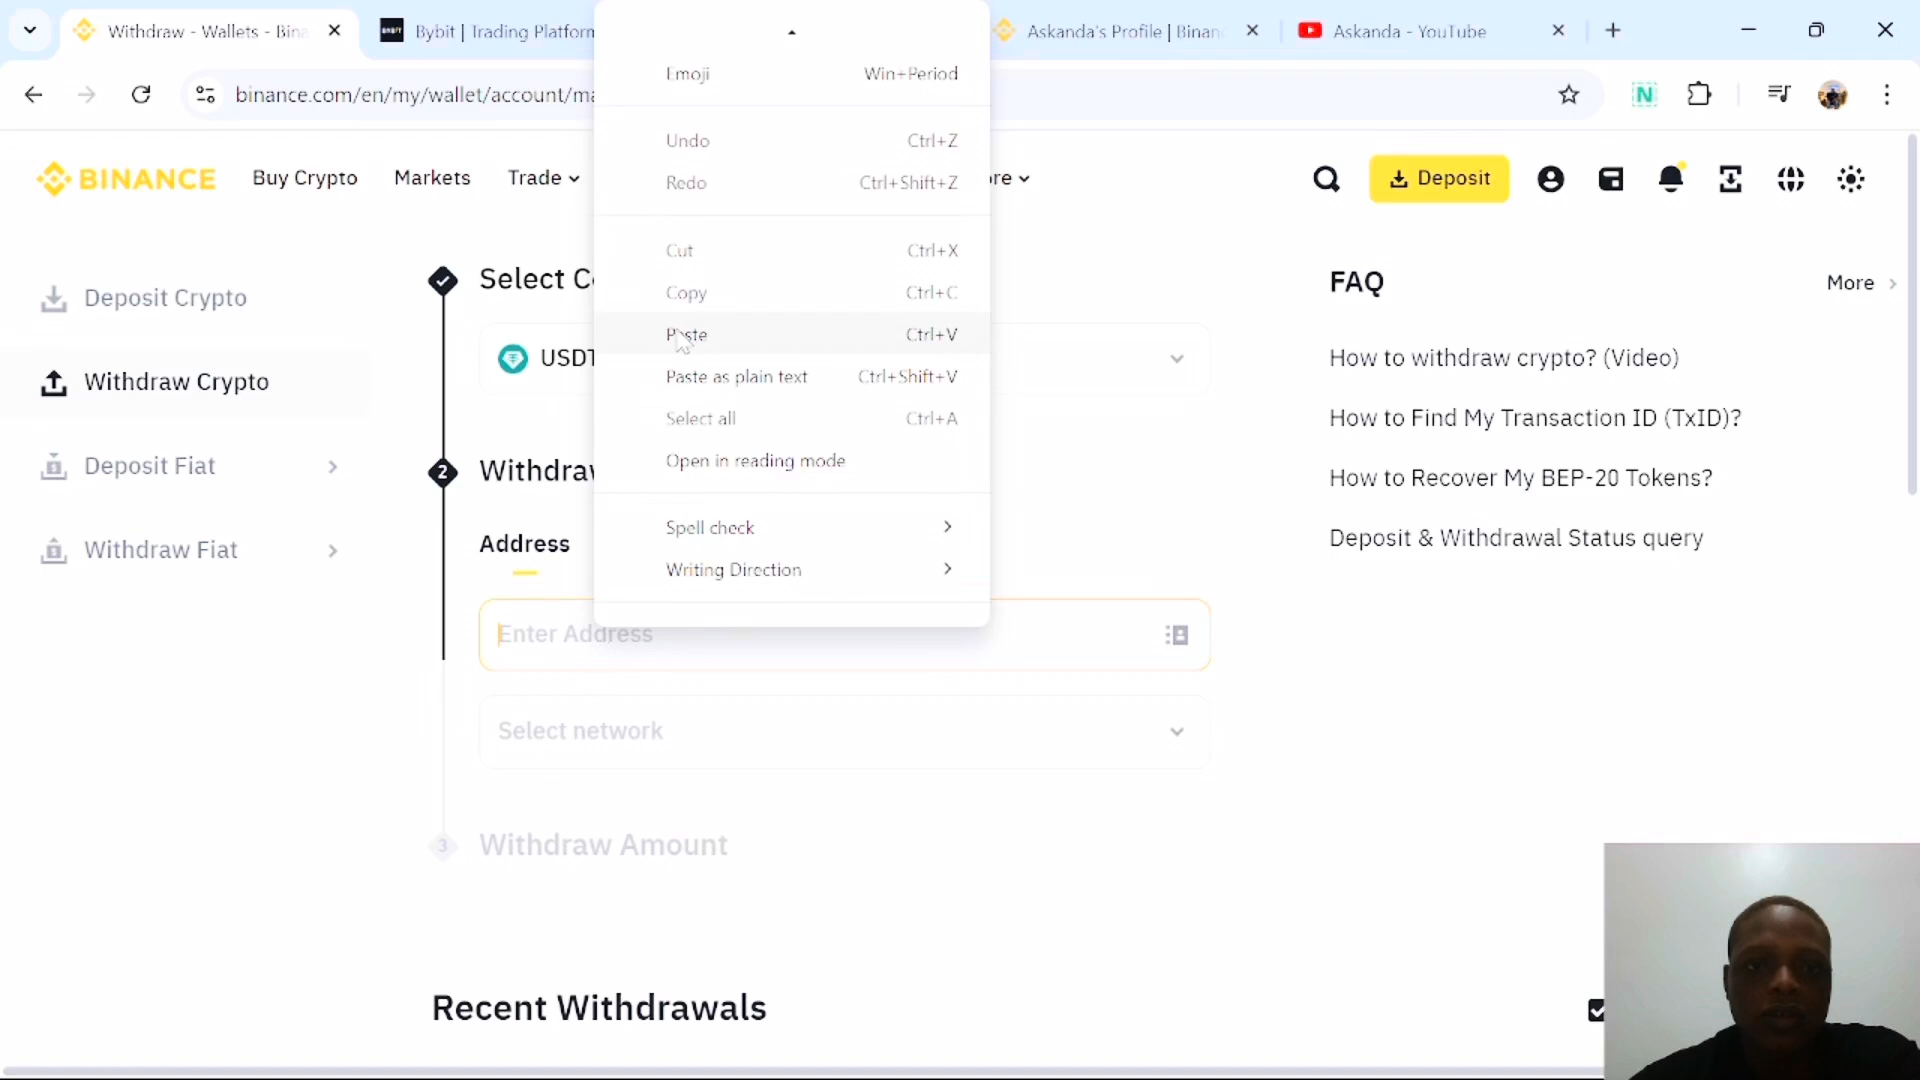 Withdraw - Wallets - Bina
Bybit | Trading Platform
Askanda's Profile | Binan
Askanda - YouTube
binance.com/en/my/wallet/account/ma
N
BINANCE
Buy Crypto
Markets
Trade
re
Deposit
Emoji Win+Period
Undo Ctrl+Z
Redo Ctrl+Shift+Z
Cut Ctrl+X
Copy Ctrl+C
Paste Ctrl+V
Paste as plain text Ctrl+Shift+V
Select all Ctrl+A
Open in reading mode
Spell check
Writing Direction
Deposit Crypto
Withdraw Crypto
Deposit Fiat
Withdraw Fiat
Select Co
USDT
2 Withdraw
Address
Enter Address
Select network
3 Withdraw Amount
Recent Withdrawals
FAQ
More
How to withdraw crypto? (Video)
How to Find My Transaction ID (TxID)?
How to Recover My BEP-20 Tokens?
Deposit & Withdrawal Status query